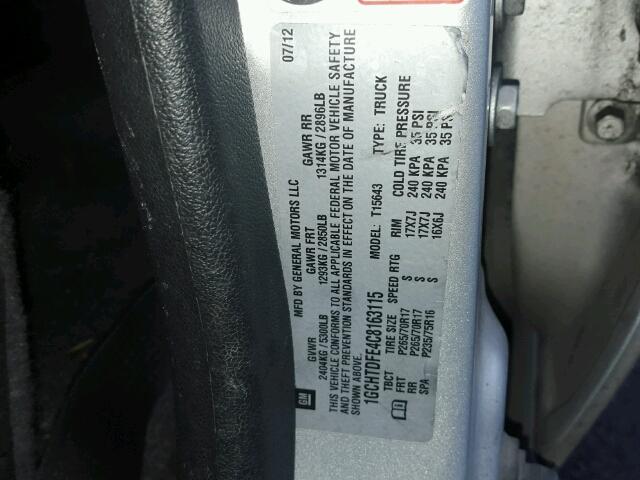 MFD BY GENERAL MOTORS LLC 07/12
GVWR GAWR FRT GAWR RR
2404KG / 5300LB 1293KG / 2850LB 1314KG / 2896LB
THIS VEHICLE CONFORMS TO ALL APPLICABLE FEDERAL MOTOR VEHICLE SAFETY
AND THEFT PREVENTION STANDARDS IN EFFECT ON THE DATE OF MANUFACTURE
SHOWN ABOVE.
GM
1GCHTDFE4C8163115 MODEL: T15643 TYPE: TRUCK
TBCT TIRE SIZE SPEED RTG RIM COLD TIRE PRESSURE
FRT P265/70R17 S 17X7J 240 KPA 35 PSI
RR P265/70R17 S 17X7J 240 KPA 35 PSI
SPA P235/75R16 S 16X6J 240 KPA 35 PSI